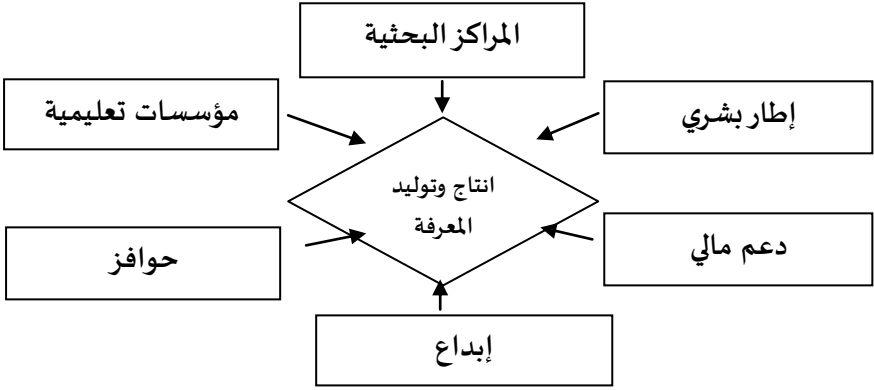 المراكز البحثية
إطار بشري
مؤسسات تعليمية
انتاج وتوليد
المعرفة
دعم مالي
حوافز
إبداع